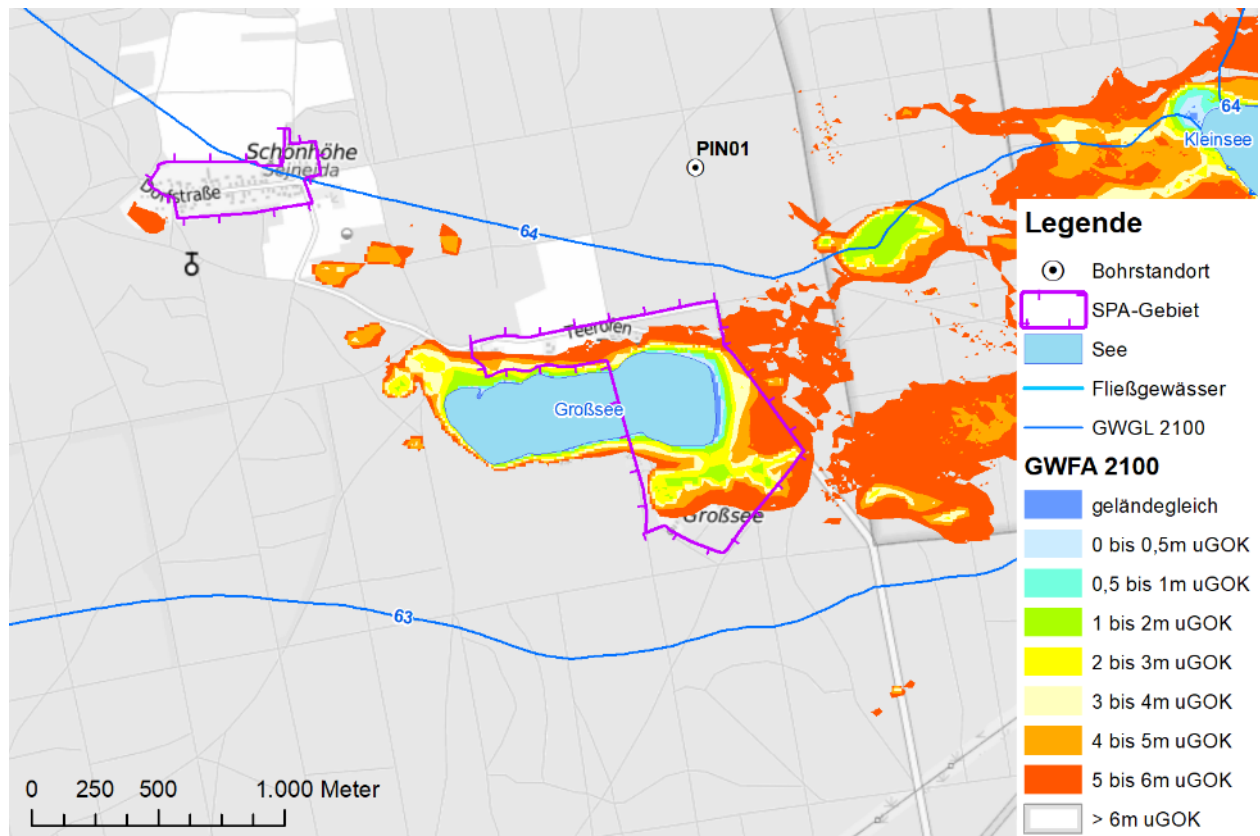 PIN01
64
Kleinsee
Schönhöhe
Šejnejda
Dorfstraße
64
Legende
Bohrstandort
SPA-Gebiet
See
Fließgewässer
GWGL 2100
GWFA 2100
geländegleich
0 bis 0,5m uGOK
0,5 bis 1m uGOK
1 bis 2m uGOK
2 bis 3m uGOK
3 bis 4m uGOK
4 bis 5m uGOK
5 bis 6m uGOK
> 6m uGOK
Teerofen
Großsee
Großsee
63
0 250 500 1.000 Meter